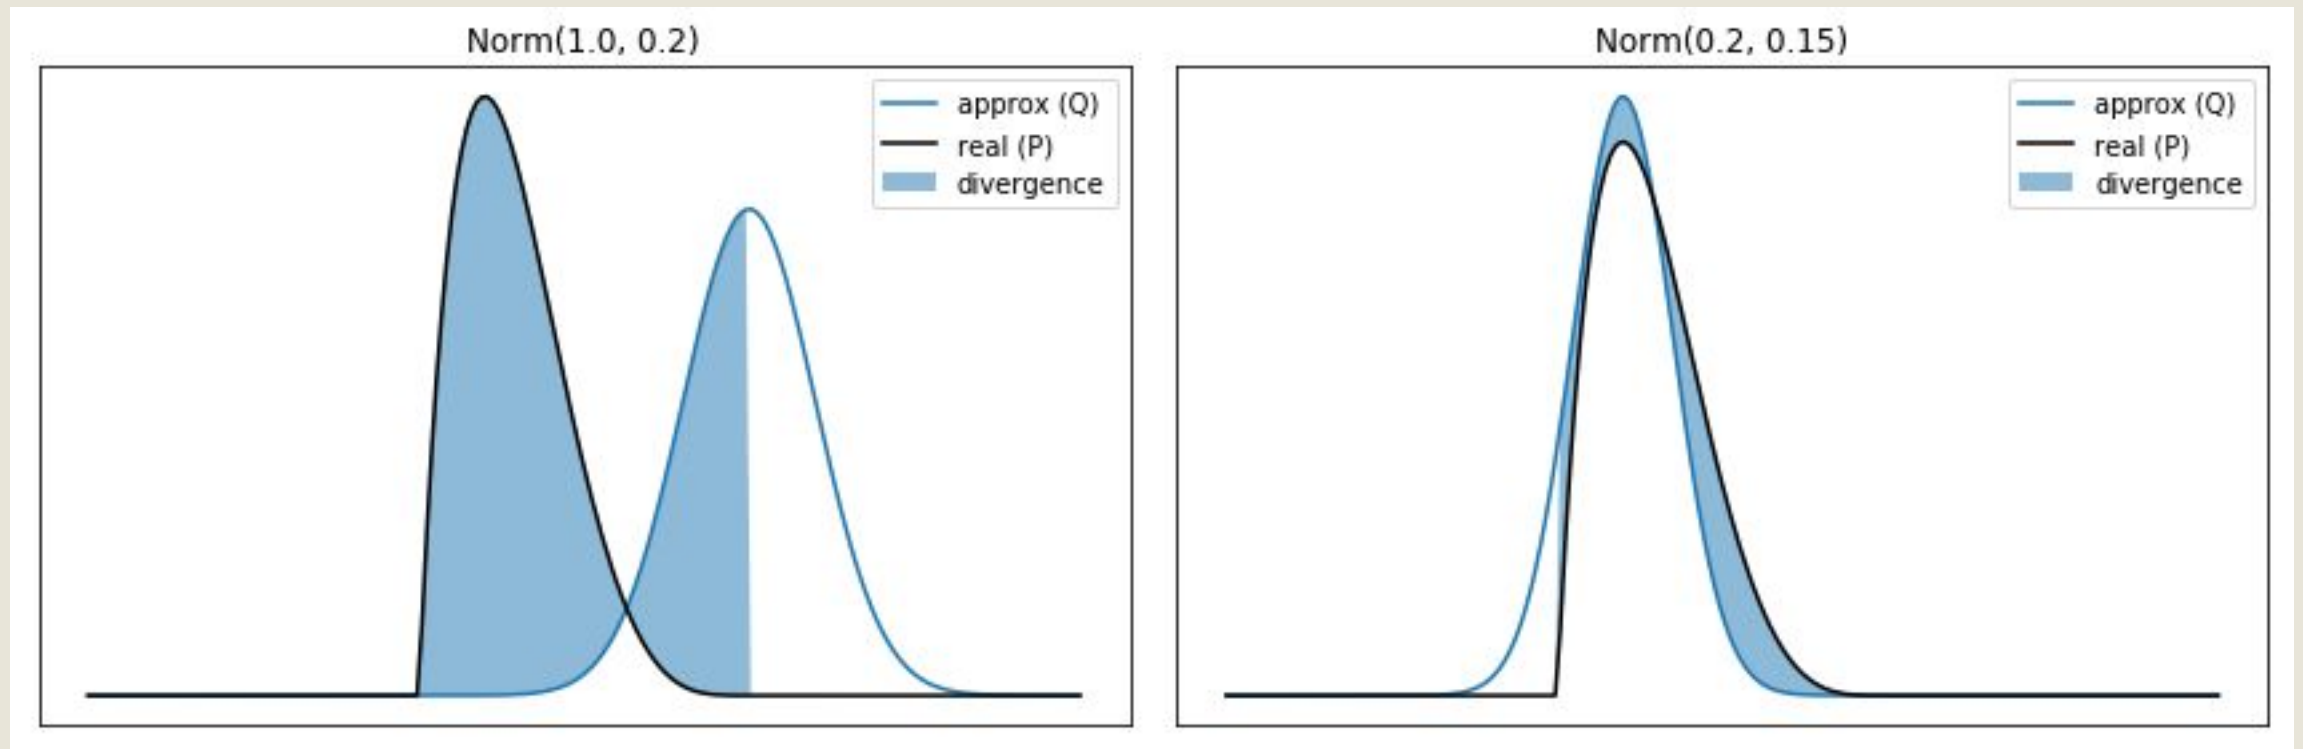 Norm(1.0, 0.2)
approx (Q)
real (P)
divergence
Norm(0.2, 0.15)
approx (Q)
real (P)
divergence